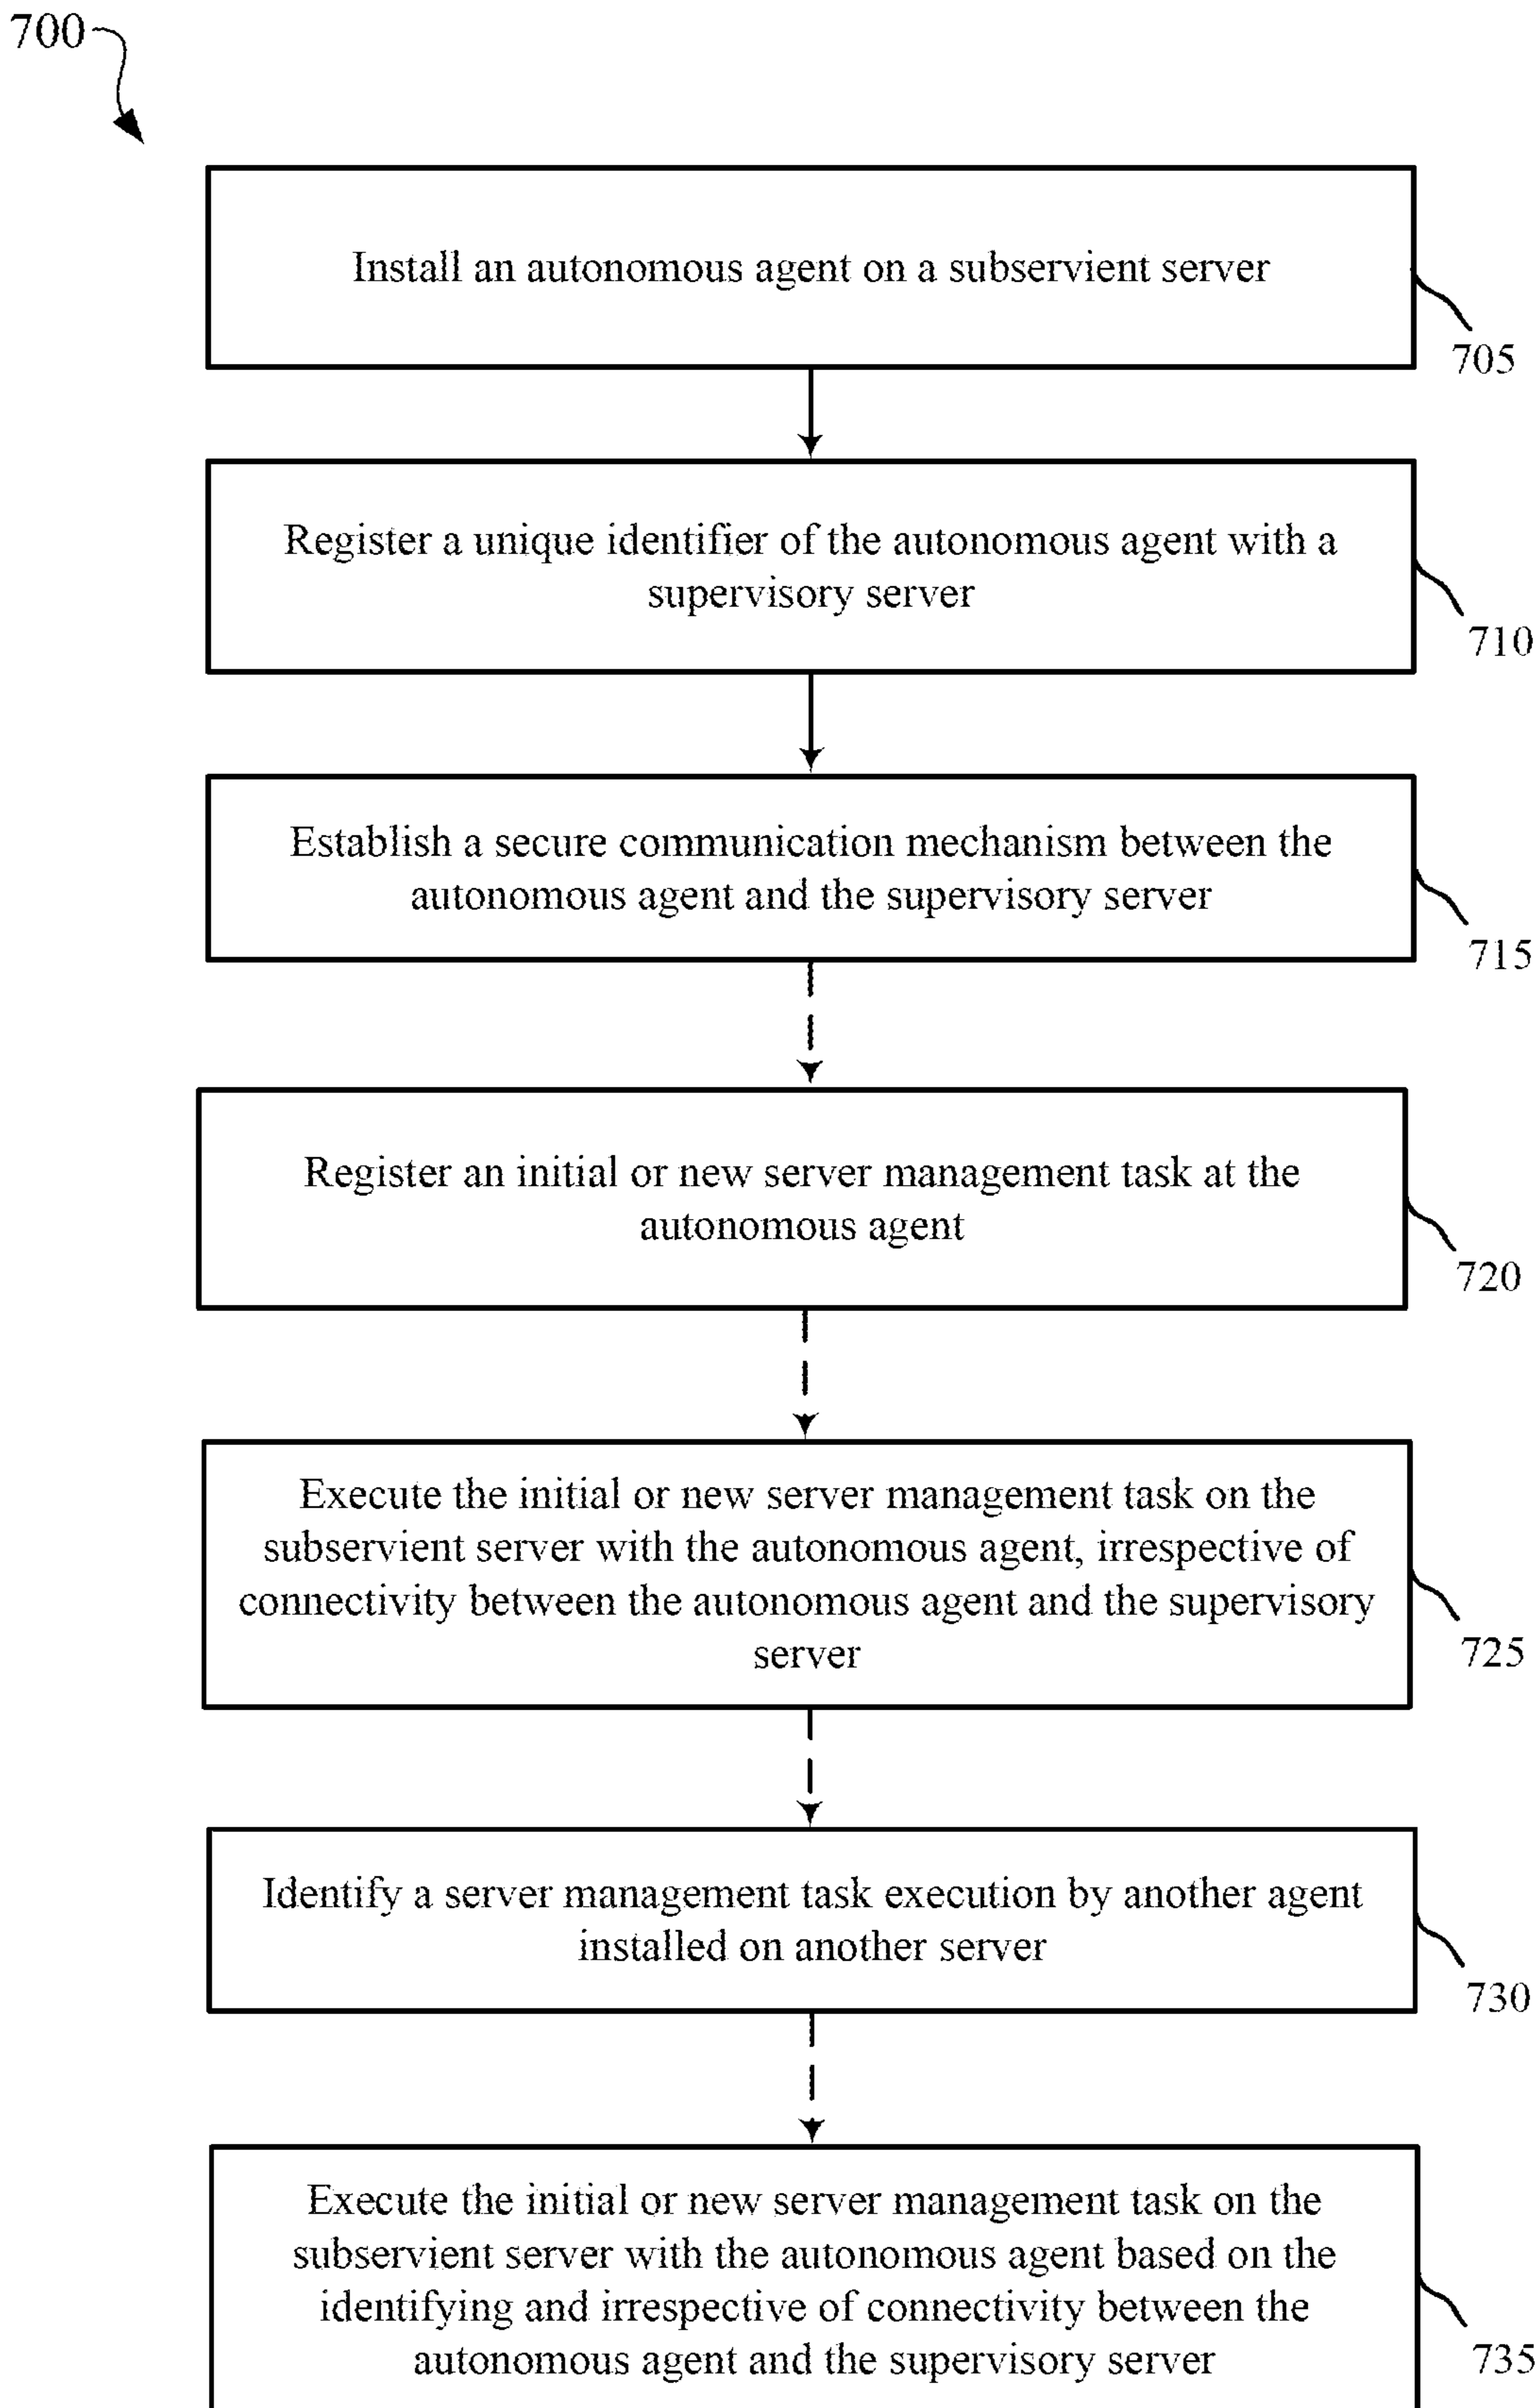 700
Install an autonomous agent on a subservient server
705
Register a unique identifier of the autonomous agent with a
supervisory server
710
Establish a secure communication mechanism between the
autonomous agent and the supervisory server
715
Register an initial or new server management task at the
autonomous agent
720
Execute the initial or new server management task on the
subservient server with the autonomous agent, irrespective of
connectivity between the autonomous agent and the supervisory
server
725
Identify a server management task execution by another agent
installed on another server
730
Execute the initial or new server management task on the
subservient server with the autonomous agent based on the
identifying and irrespective of connectivity between the
autonomous agent and the supervisory server
735